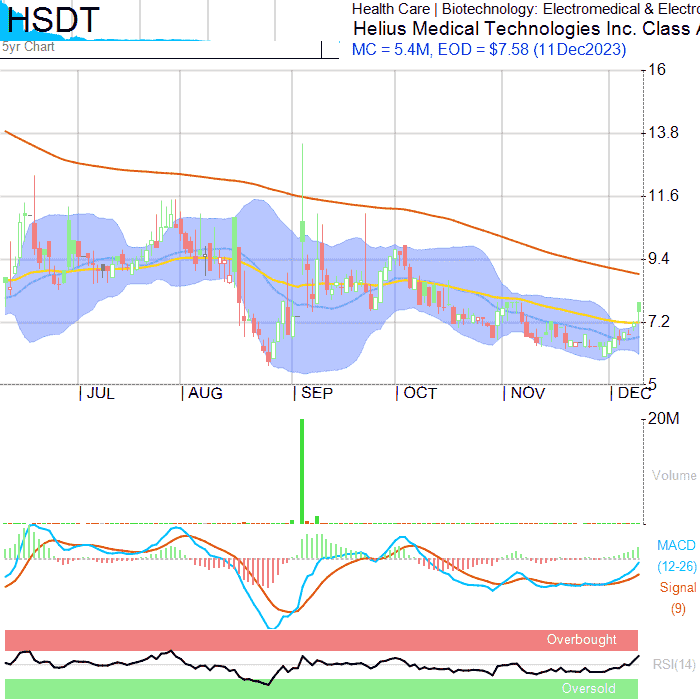 HSDT
5yr Chart
Health Care | Biotechnology: Electromedical & Electro
Helius Medical Technologies Inc. Class A
MC = 5.4M, EOD = $7.58 (11Dec2023)
16
13.8
11.6
9.4
7.2
5
JUL AUG SEP OCT NOV DEC
20M
Volume
MACD
(12-26)
Signal
(9)
Overbought
RSI(14)
Oversold